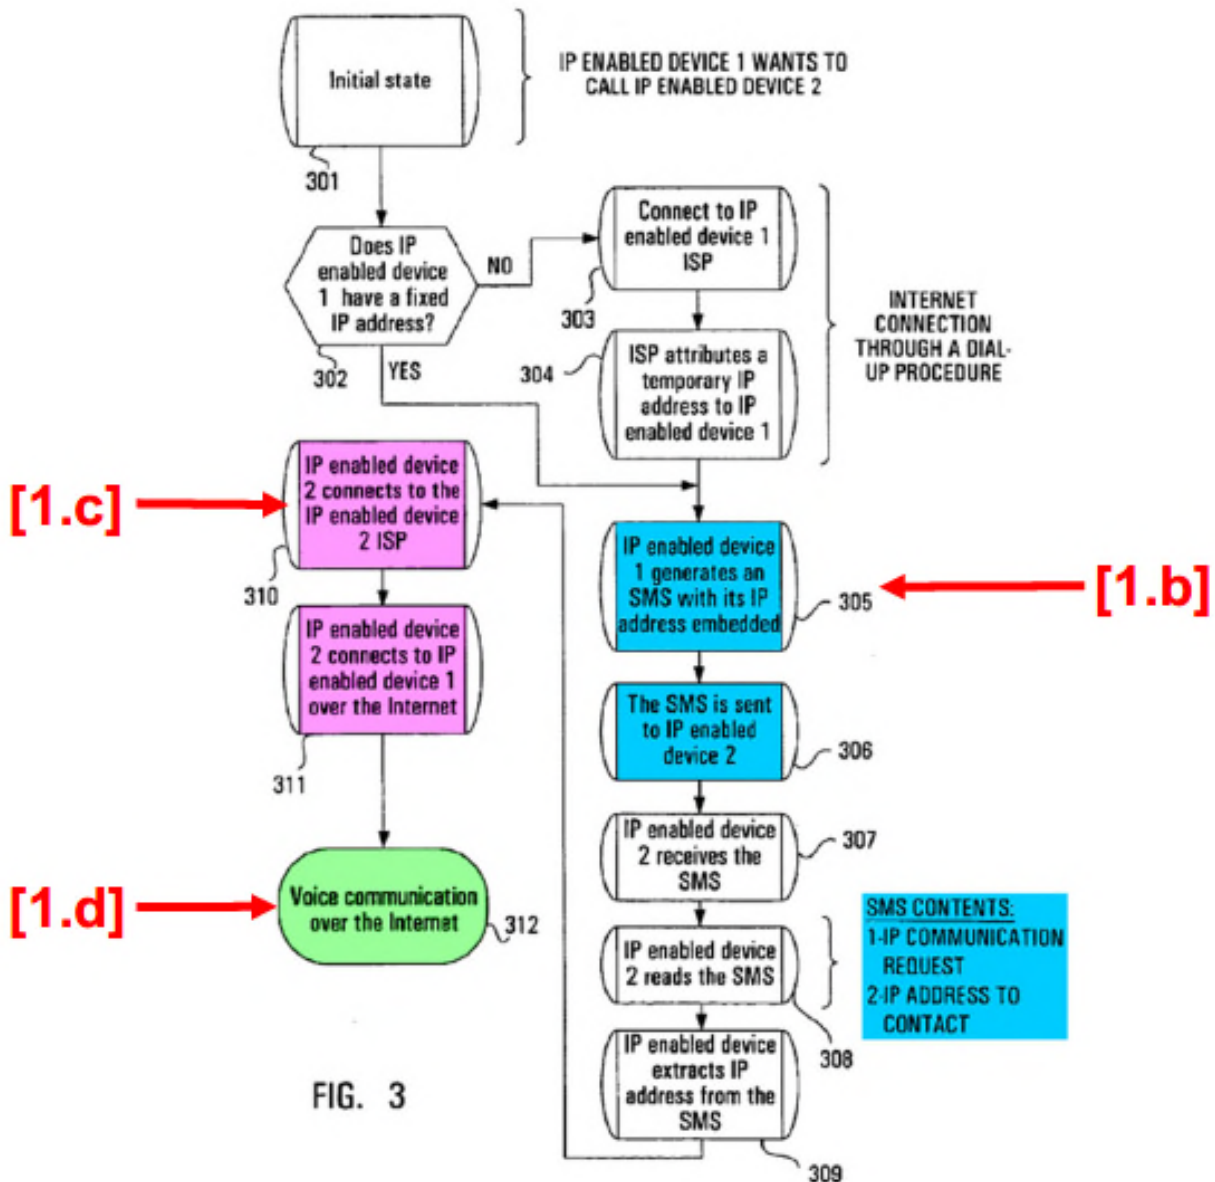 Initial state
IP ENABLED DEVICE 1 WANTS TO
CALL IP ENABLED DEVICE 2
301
Does IP
enabled device
1 have a fixed
IP address?
NO
302
YES
Connect to IP
enabled device 1
ISP
303
ISP attributes a
temporary IP
address to IP
enabled device 1
304
INTERNET
CONNECTION
THROUGH A DIAL-
UP PROCEDURE
[1.c]
IP enabled device
2 connects to the
IP enabled device
2 ISP
310
IP enabled device
1 generates an
SMS with its IP
address embedded
305
[1.b]
IP enabled device
2 connects to IP
enabled device 1
over the Internet
311
The SMS is sent
to IP enabled
device 2
306
IP enabled device
2 receives the
SMS
307
[1.d]
Voice communication
over the Internet
312
IP enabled device
2 reads the SMS
308
SMS CONTENTS:
1-IP COMMUNICATION
REQUEST
2-IP ADDRESS TO
CONTACT
IP enabled device
extracts IP
address from the
SMS
309
FIG. 3